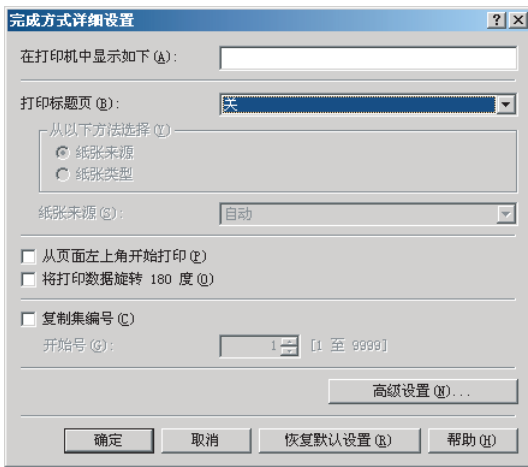 完成方式详细设置
在打印机中显示如下(A):
打印标题页(B): 关
从以下方法选择(Y)
纸张来源
纸张类型
纸张来源(S): 自动
从页面左上角开始打印(P)
将打印数据旋转 180 度(O)
复制集编号(C)
开始号(G): 1 [1 至 9999]
高级设置(N)...
确定 取消 恢复默认设置(R) 帮助(H)